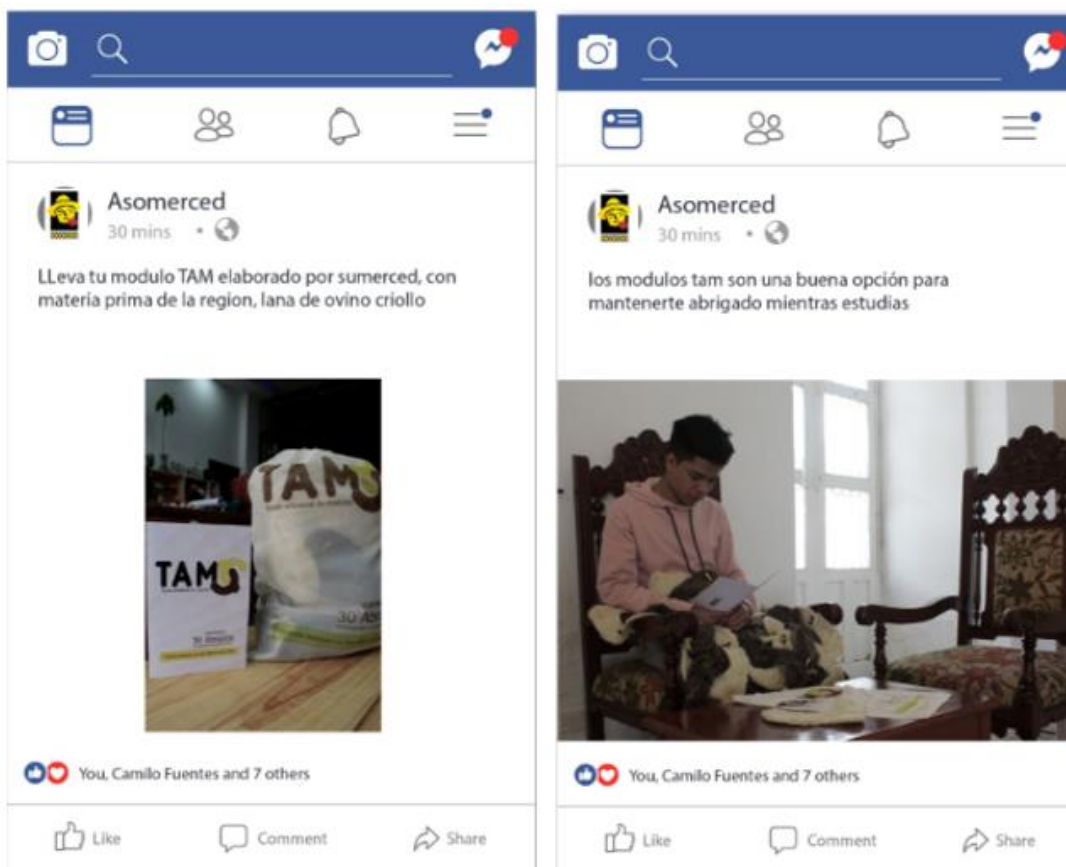 Asomerced
30 mins
LLeva tu modulo TAM elaborado por sumerced, con
materia prima de la region, lana de ovino criollo
TAM
TAM
30
You, Camilo Fuentes and 7 others
Like Comment Share
Asomerced
30 mins
los modulos tam son una buena opción para
mantenerte abrigado mientras estudias
You, Camilo Fuentes and 7 others
Like Comment Share